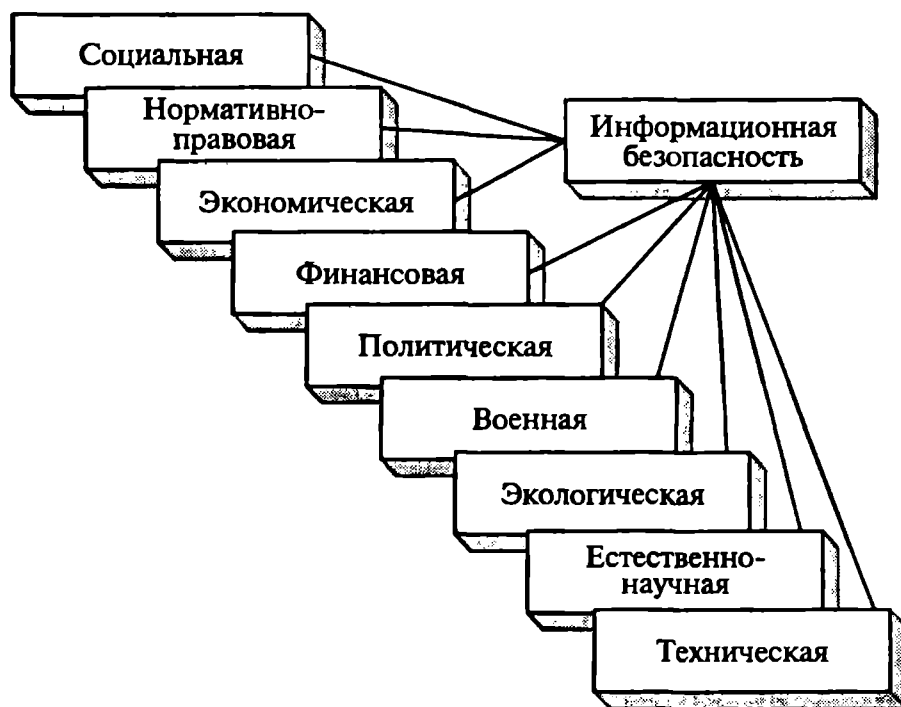 Социальная
Нормативно-
правовая
Информационная
безопасность
Экономическая
Финансовая
Политическая
Военная
Экологическая
Естественно-
научная
Техническая